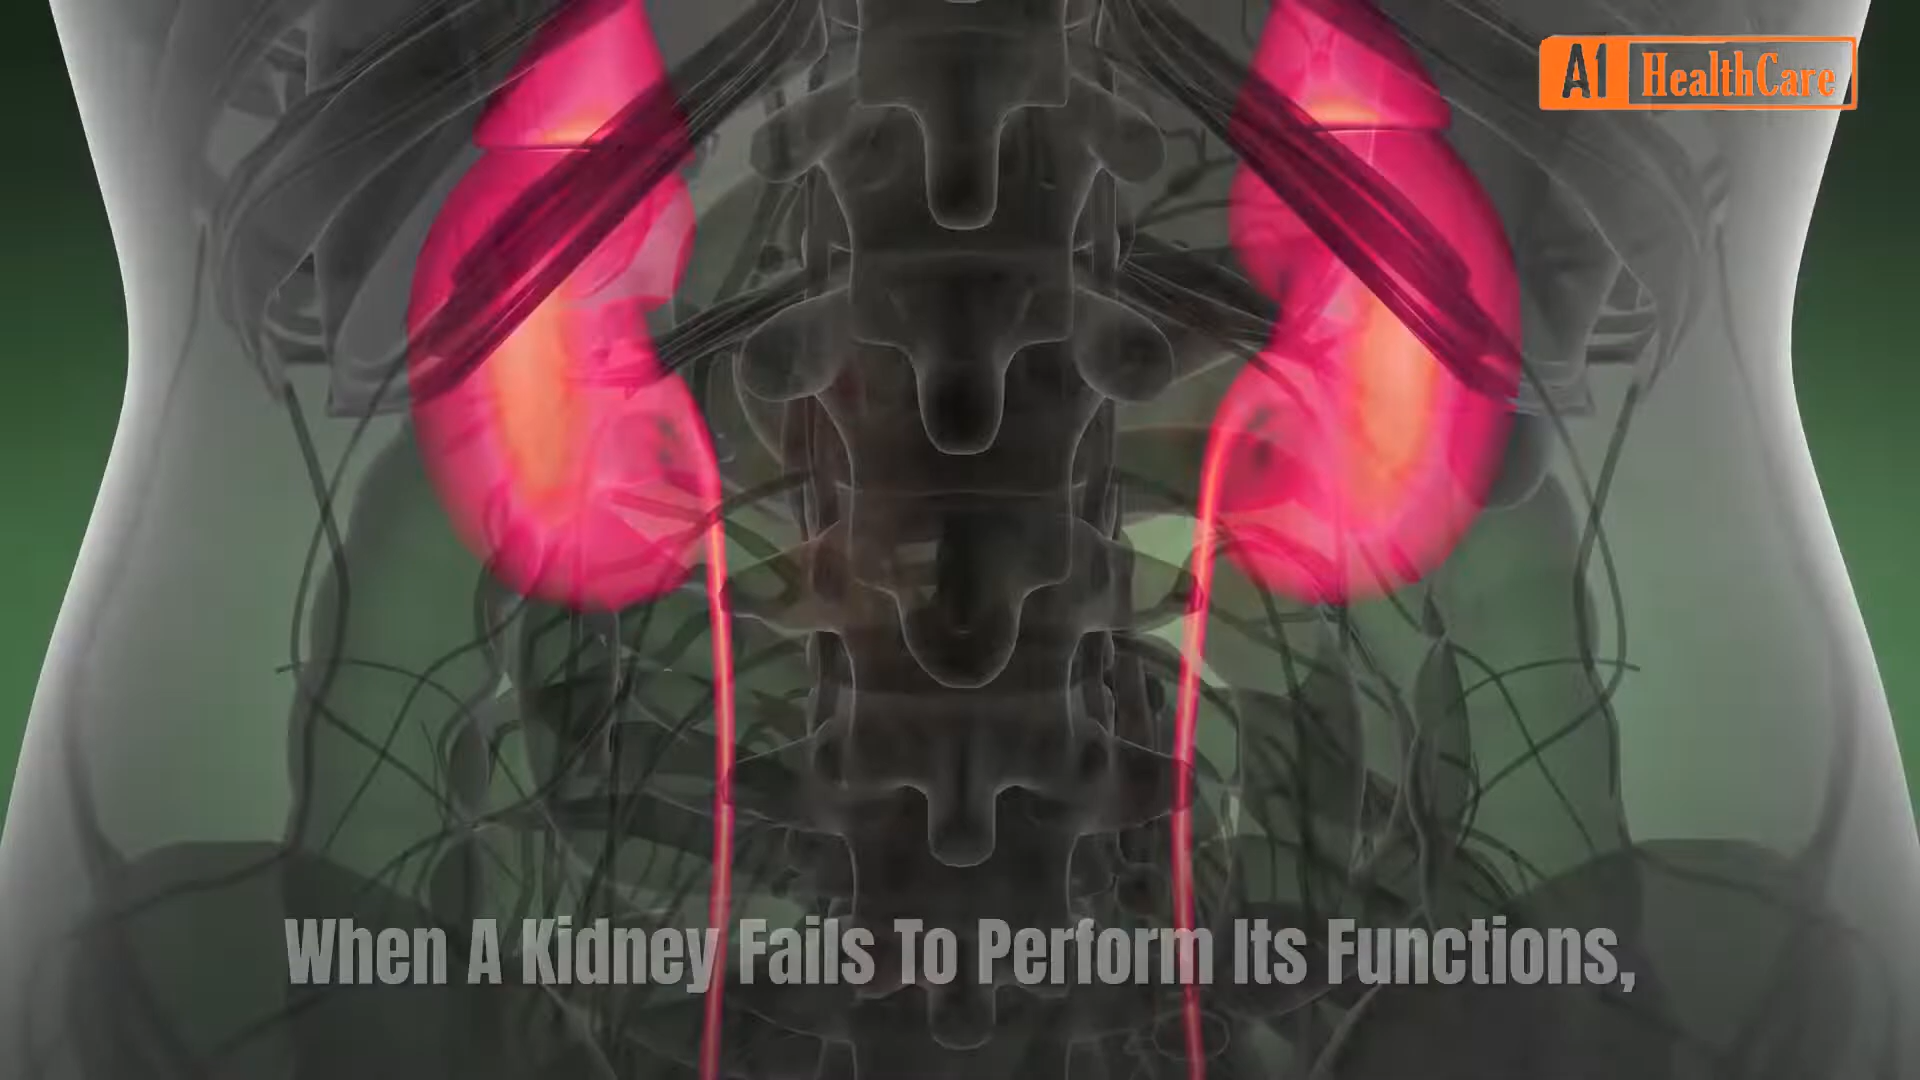 A1 HealthCare
When A Kidney Fails To Perform Its Functions,